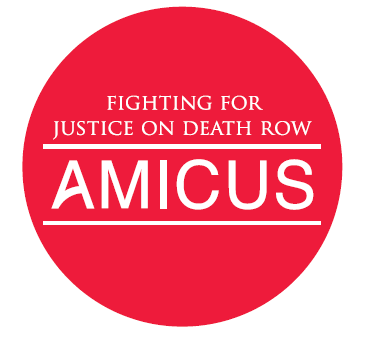 FIGHTING FOR
JUSTICE ON DEATH ROW
AMICUS